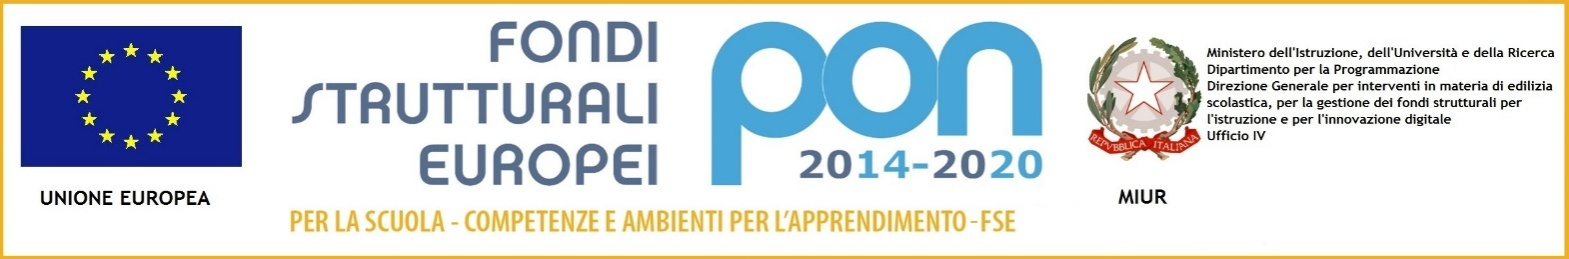 UNIONE EUROPEA
FONDI
STRUTTURALI
EUROPEI
pon
2014-2020
PER LA SCUOLA - COMPETENZE E AMBIENTI PER L'APPRENDIMENTO-FSE
REPVBBLICA ITALIANA
MIUR
Ministero dell'Istruzione, dell'Università e della Ricerca
Dipartimento per la Programmazione
Direzione Generale per interventi in materia di edilizia
scolastica, per la gestione dei fondi strutturali per
l'istruzione e per l'innovazione digitale
Ufficio IV